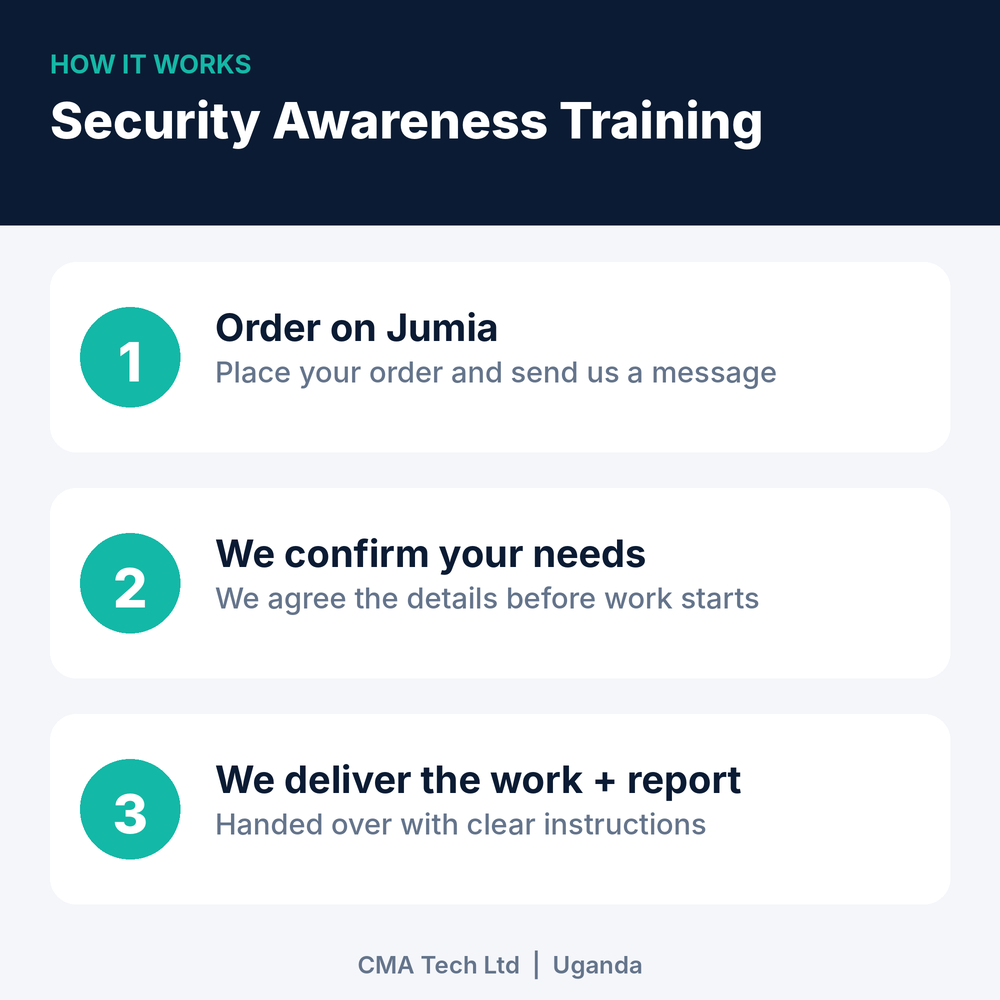 HOW IT WORKS
Security Awareness Training
1
Order on Jumia
Place your order and send us a message
2
We confirm your needs
We agree the details before work starts
3
We deliver the work + report
Handed over with clear instructions
CMA Tech Ltd | Uganda